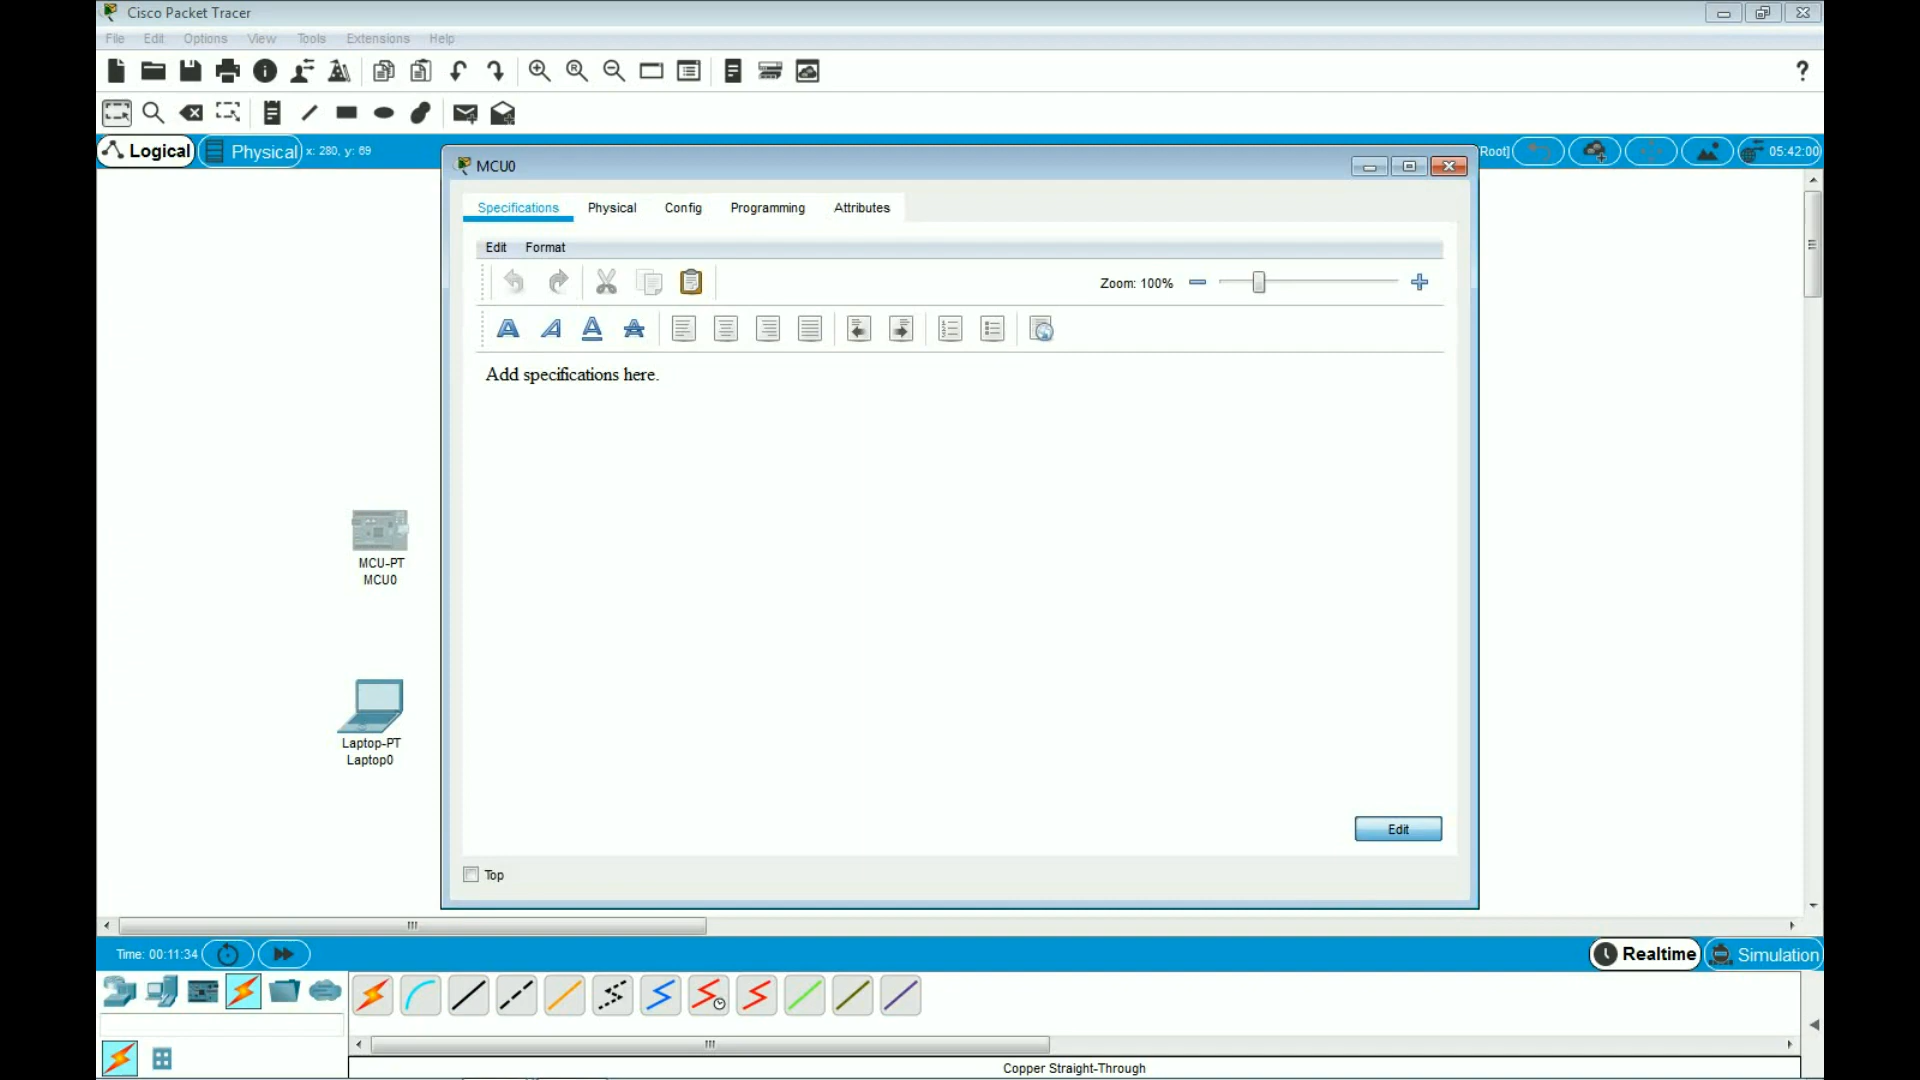 Cisco Packet Tracer
File Edit Options View Tools Extensions Help
Logical Physical x: 280, y: 69 Root] 05:42:00
MCU0
Specifications Physical Config Programming Attributes
Edit Format
Zoom: 100%
Add specifications here.
MCU-PT
MCU0
Laptop-PT
Laptop0
Edit
Top
Time: 00:11:34 Realtime Simulation
Copper Straight-Through